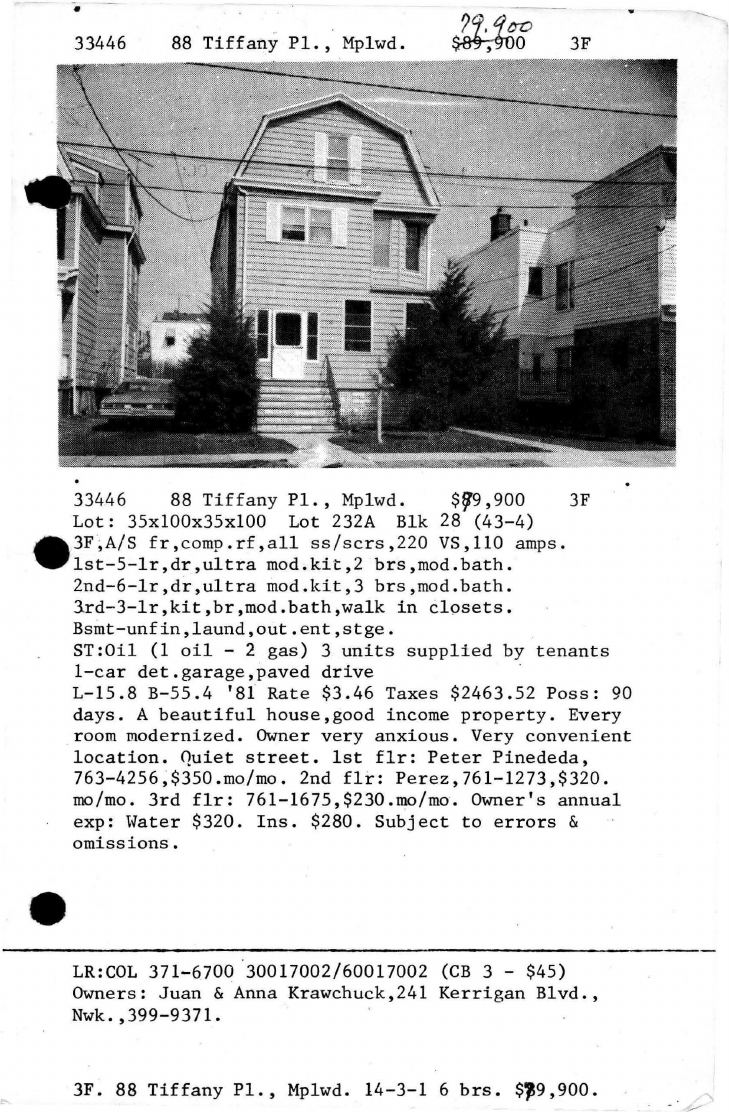 79.900
33446 88 Tiffany Pl., Mplwd. $89,900 3F
33446 88 Tiffany Pl., Mplwd. $79,900 3F
Lot: 35x100x35x100 Lot 232A Blk 28 (43-4)
3F,A/S fr,comp.rf,all ss/scrs,220 VS,110 amps.
1st-5-lr,dr,ultra mod.kit,2 brs,mod.bath.
2nd-6-lr,dr,ultra mod.kit,3 brs,mod.bath.
3rd-3-lr,kit,br,mod.bath,walk in closets.
Bsmt-unfin,laund,out.ent,stge.
ST:Oil (1 oil - 2 gas) 3 units supplied by tenants
1-car det.garage,paved drive
L-15.8 B-55.4 '81 Rate $3.46 Taxes $2463.52 Poss: 90
days. A beautiful house,good income property. Every
room modernized. Owner very anxious. Very convenient
location. Quiet street. 1st flr: Peter Pinededa,
763-4256,$350.mo/mo. 2nd flr: Perez,761-1273,$320.
mo/mo. 3rd flr: 761-1675,$230.mo/mo. Owner's annual
exp: Water $320. Ins. $280. Subject to errors &
omissions.
LR:COL 371-6700 30017002/60017002 (CB 3 - $45)
Owners: Juan & Anna Krawchuck,241 Kerrigan Blvd.,
Nwk.,399-9371.
3F. 88 Tiffany Pl., Mplwd. 14-3-1 6 brs. $79,900.